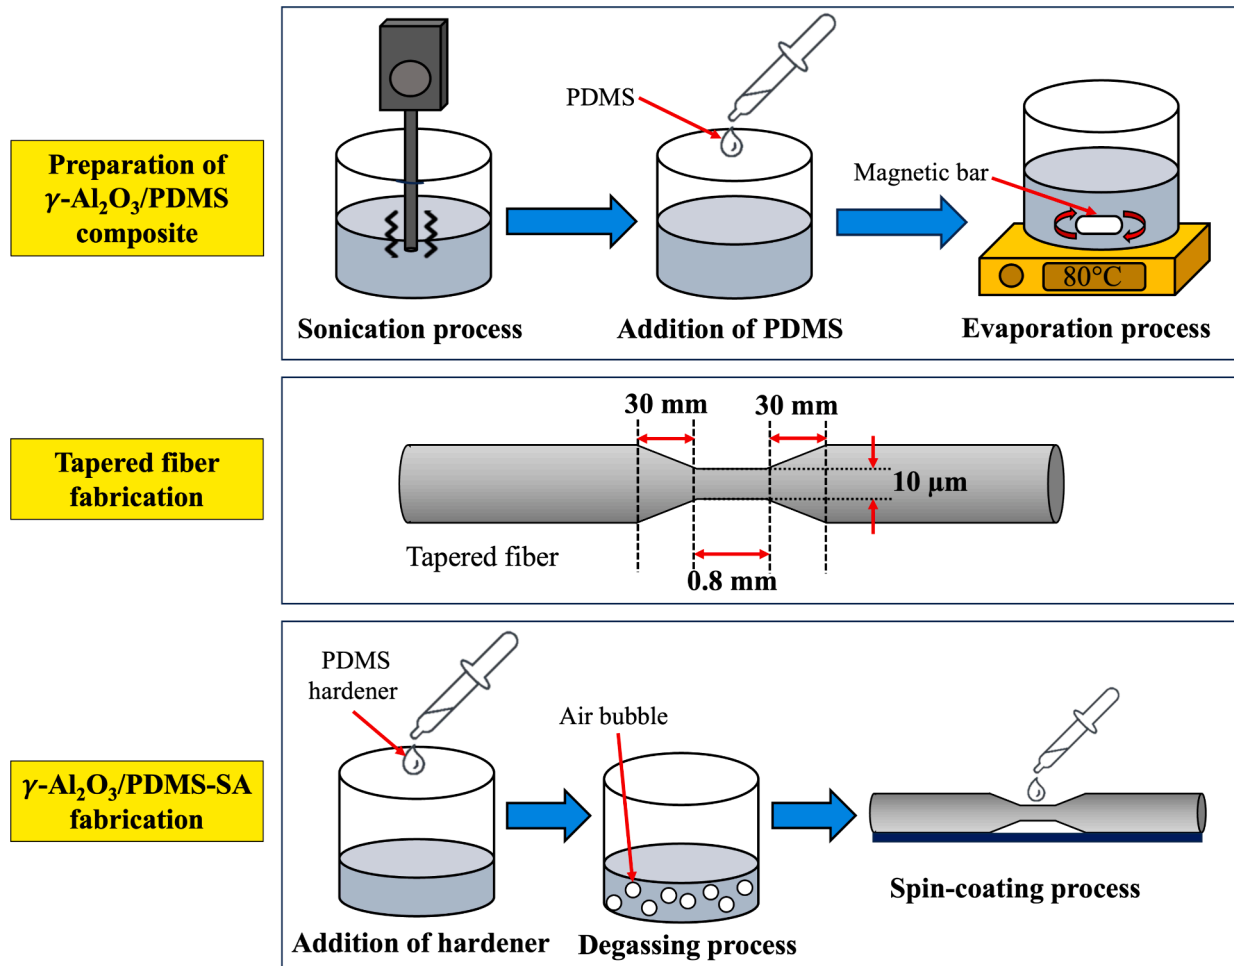 Preparation of
γ-Al₂O₃/PDMS
composite
PDMS
Magnetic bar
80°C
Sonication process
Addition of PDMS
Evaporation process
Tapered fiber
fabrication
30 mm
30 mm
10 µm
Tapered fiber
0.8 mm
γ-Al₂O₃/PDMS-SA
fabrication
PDMS
hardener
Air bubble
Addition of hardener
Degassing process
Spin-coating process